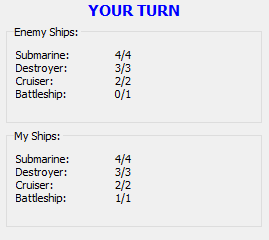 YOUR TURN
Enemy Ships:
Submarine: 4/4
Destroyer: 3/3
Cruiser: 2/2
Battleship: 0/1
My Ships:
Submarine: 4/4
Destroyer: 3/3
Cruiser: 2/2
Battleship: 1/1